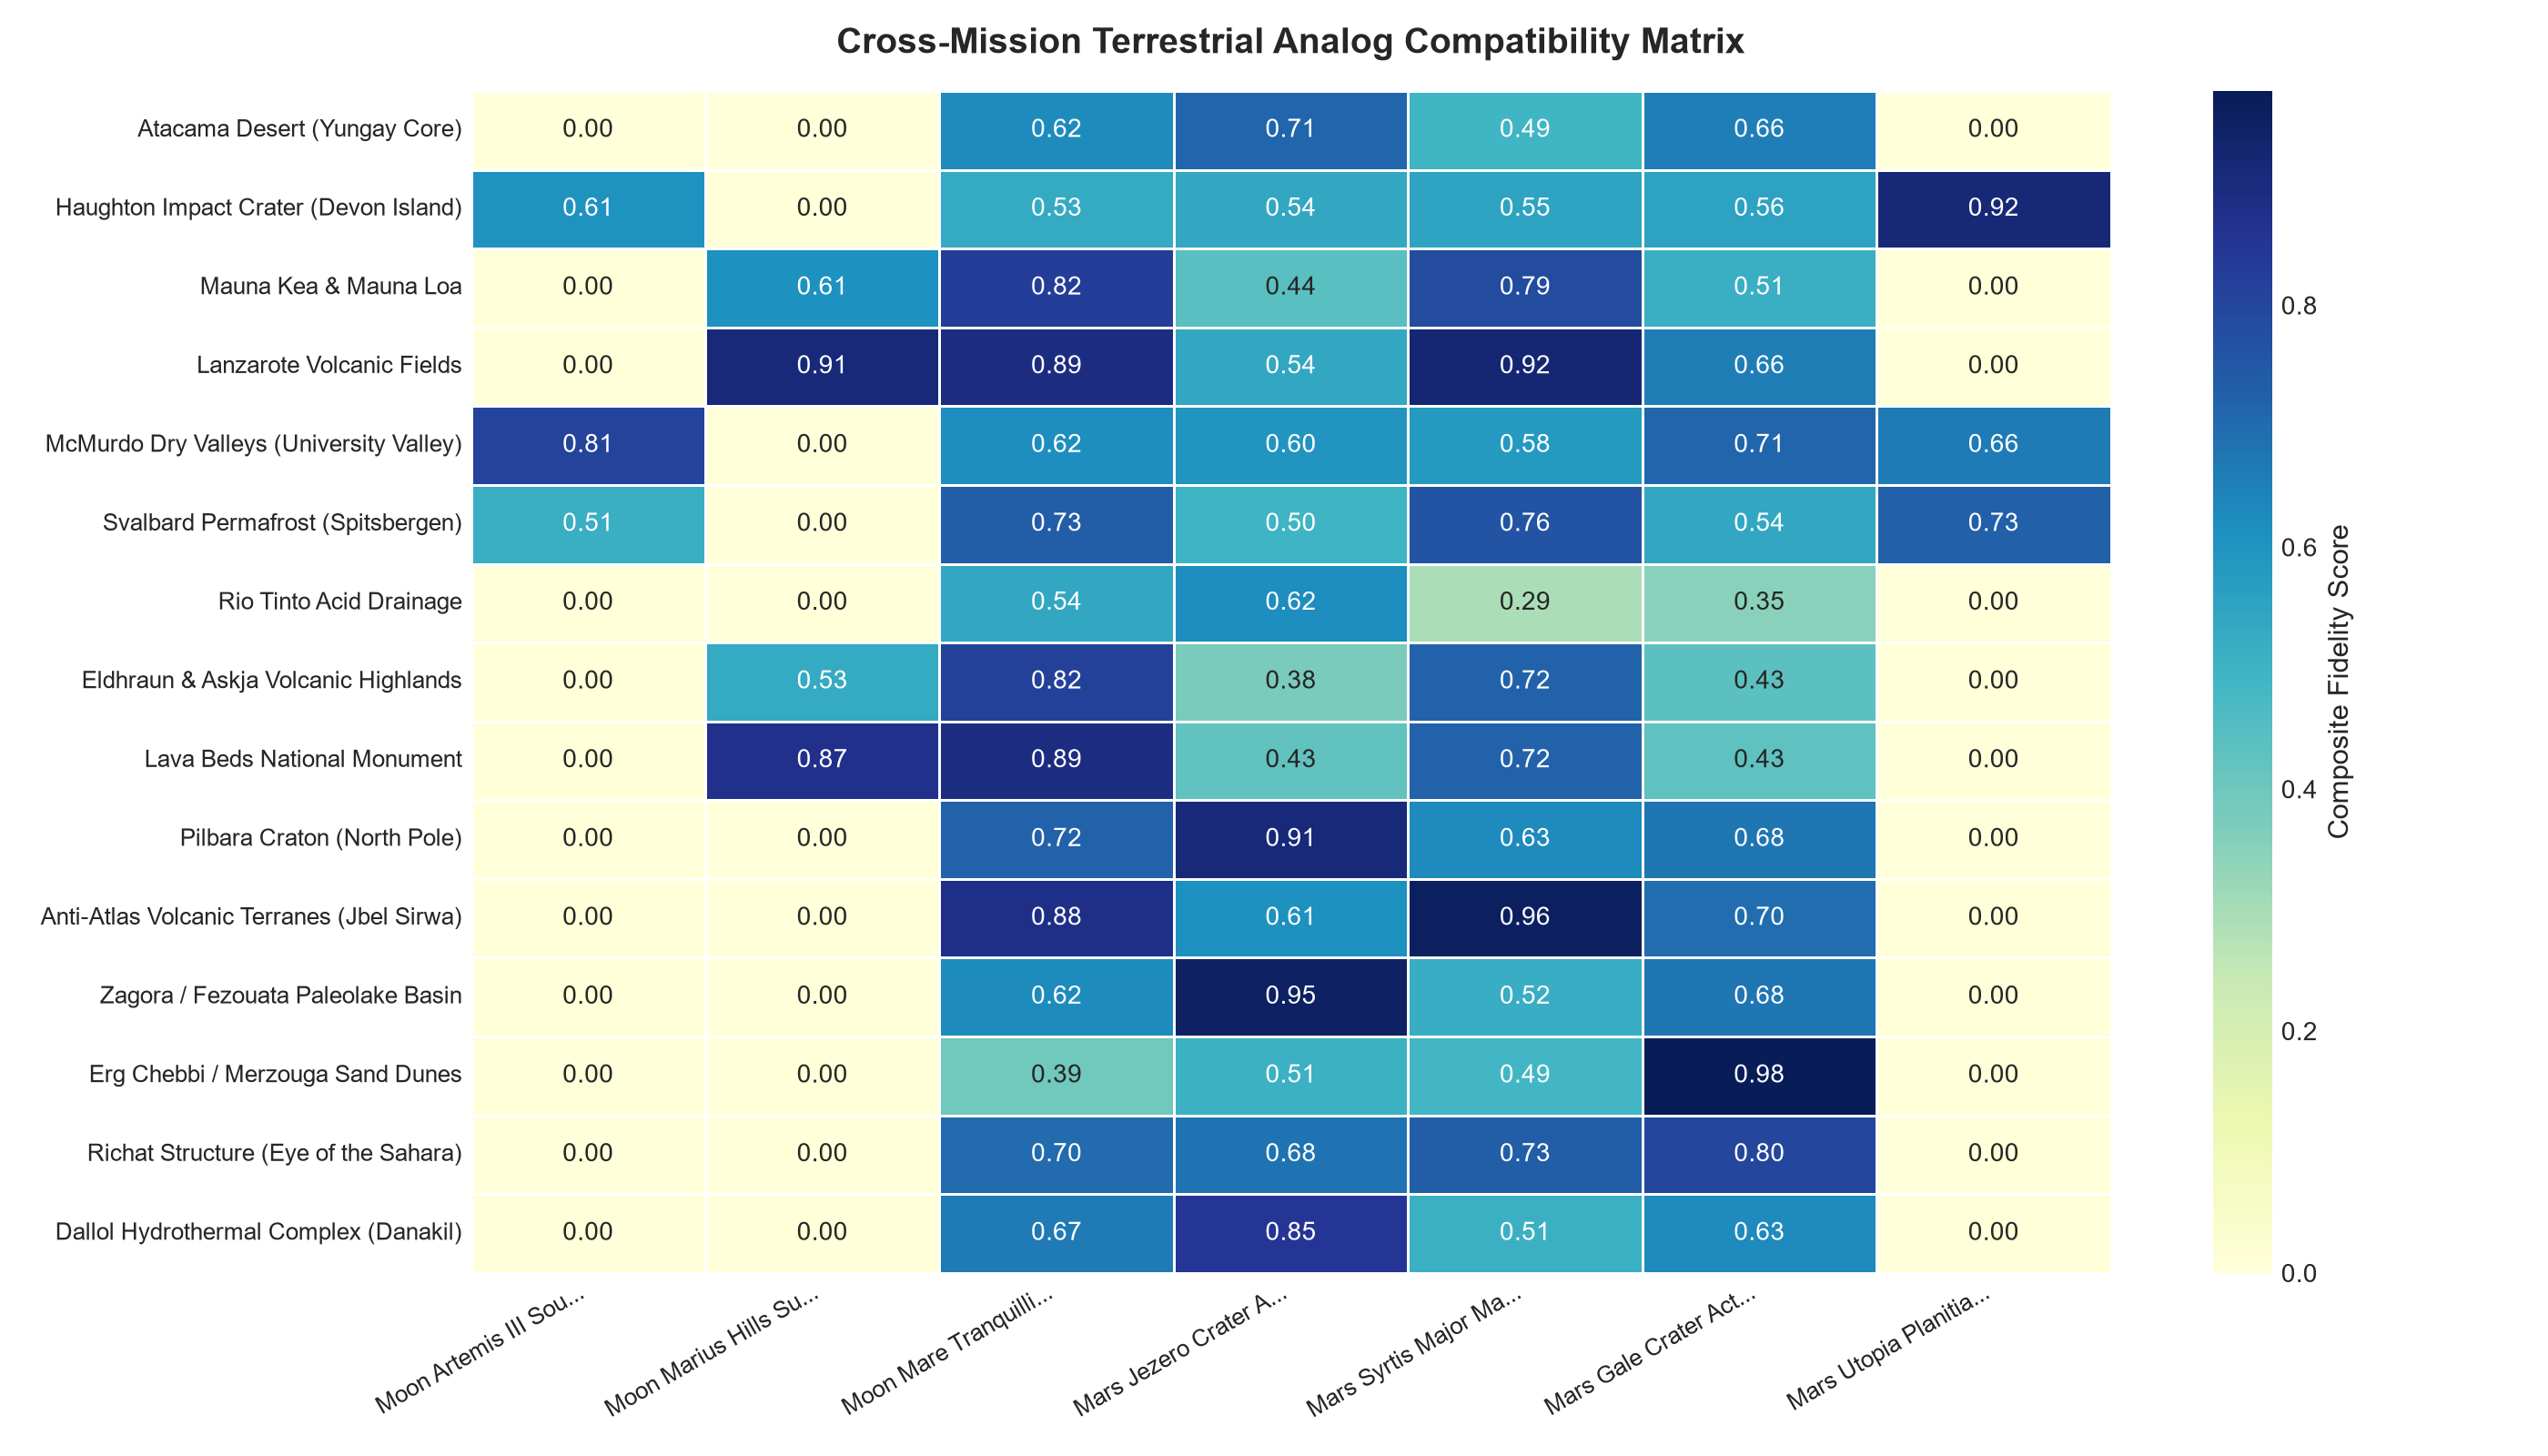 Cross-Mission Terrestrial Analog Compatibility Matrix
Atacama Desert (Yungay Core) 0.00 0.00 0.62 0.71 0.49 0.66 0.00
Haughton Impact Crater (Devon Island) 0.61 0.00 0.53 0.54 0.55 0.56 0.92
Mauna Kea & Mauna Loa 0.00 0.61 0.82 0.44 0.79 0.51 0.00
Lanzarote Volcanic Fields 0.00 0.91 0.89 0.54 0.92 0.66 0.00
McMurdo Dry Valleys (University Valley) 0.81 0.00 0.62 0.60 0.58 0.71 0.66
Svalbard Permafrost (Spitsbergen) 0.51 0.00 0.73 0.50 0.76 0.54 0.73
Rio Tinto Acid Drainage 0.00 0.00 0.54 0.62 0.29 0.35 0.00
Eldhraun & Askja Volcanic Highlands 0.00 0.53 0.82 0.38 0.72 0.43 0.00
Lava Beds National Monument 0.00 0.87 0.89 0.43 0.72 0.43 0.00
Pilbara Craton (North Pole) 0.00 0.00 0.72 0.91 0.63 0.68 0.00
Anti-Atlas Volcanic Terranes (Jbel Sirwa) 0.00 0.00 0.88 0.61 0.96 0.70 0.00
Zagora / Fezouata Paleolake Basin 0.00 0.00 0.62 0.95 0.52 0.68 0.00
Erg Chebbi / Merzouga Sand Dunes 0.00 0.00 0.39 0.51 0.49 0.98 0.00
Richat Structure (Eye of the Sahara) 0.00 0.00 0.70 0.68 0.73 0.80 0.00
Dallol Hydrothermal Complex (Danakil) 0.00 0.00 0.67 0.85 0.51 0.63 0.00
Moon Artemis III Sou...
Moon Marius Hills Su...
Moon Mare Tranquilli...
Mars Jezero Crater A...
Mars Syrtis Major Ma...
Mars Gale Crater Act...
Mars Utopia Planitia...
0.8
0.6
0.4
0.2
0.0
Composite Fidelity Score